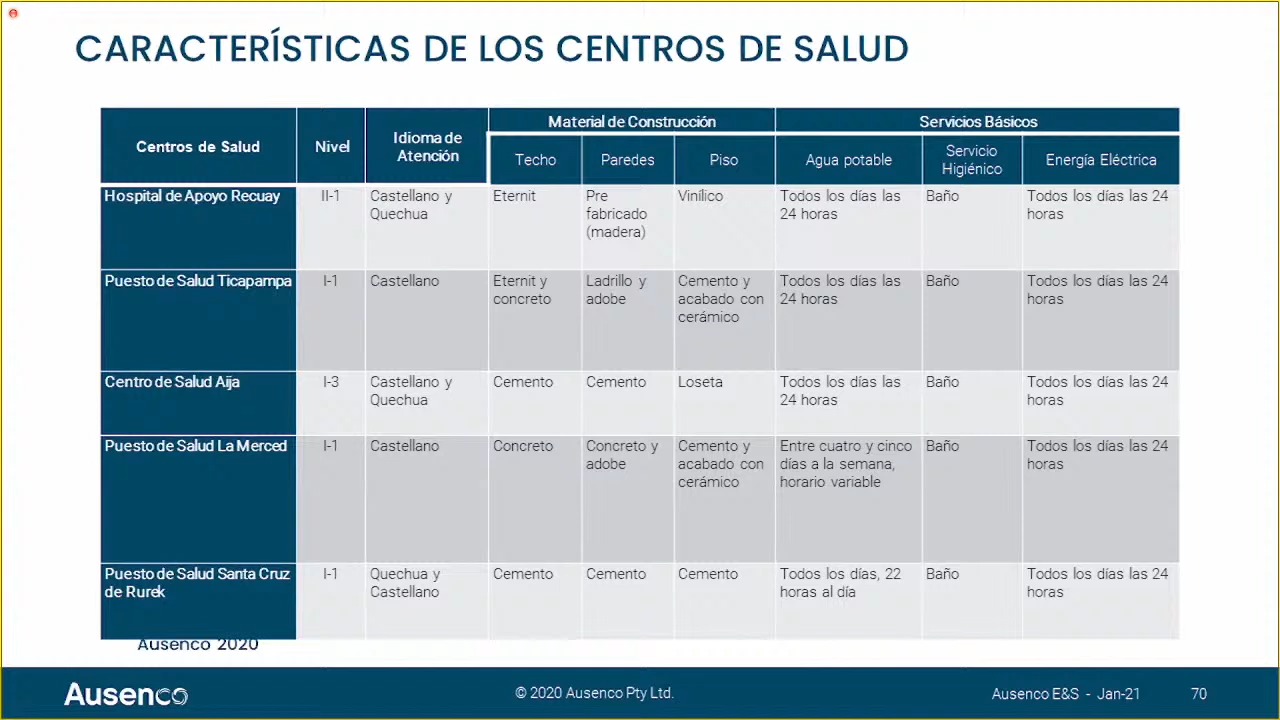 CARACTERÍSTICAS DE LOS CENTROS DE SALUD
Centros de Salud
Nivel
Idioma de
Atención
Material de Construcción
Servicios Básicos
Techo
Paredes
Piso
Agua potable
Servicio
Higiénico
Energía Eléctrica
Hospital de Apoyo Recuay
II-1
Castellano y
Quechua
Eternit
Pre
fabricado
(madera)
Vinílico
Todos los días las
24 horas
Baño
Todos los días las 24
horas
Puesto de Salud Ticapampa
I-1
Castellano
Eternit y
concreto
Ladrillo y
adobe
Cemento y
acabado con
cerámico
Todos los días las
24 horas
Baño
Todos los días las 24
horas
Centro de Salud Aija
I-3
Castellano y
Quechua
Cemento
Cemento
Loseta
Todos los días las
24 horas
Baño
Todos los días las 24
horas
Puesto de Salud La Merced
I-1
Castellano
Concreto
Concreto y
adobe
Cemento y
acabado con
cerámico
Entre cuatro y cinco
días a la semana,
horario variable
Baño
Todos los días las 24
horas
Puesto de Salud Santa Cruz
de Rurek
I-1
Quechua y
Castellano
Cemento
Cemento
Cemento
Todos los días, 22
horas al día
Baño
Todos los días las 24
horas
Ausenco 2020
Ausenco
© 2020 Ausenco Pty Ltd.
Ausenco E&S - Jan-21
70